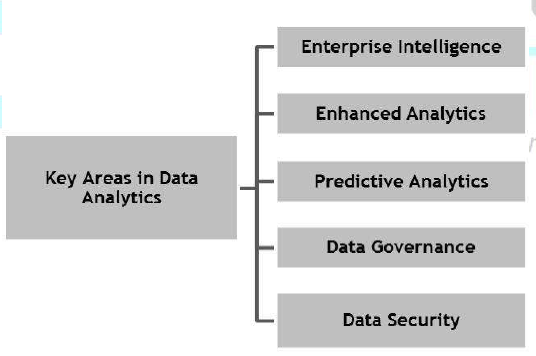 Enterprise Intelligence
Enhanced Analytics
Key Areas in Data
Analytics
Predictive Analytics
Data Governance
Data Security